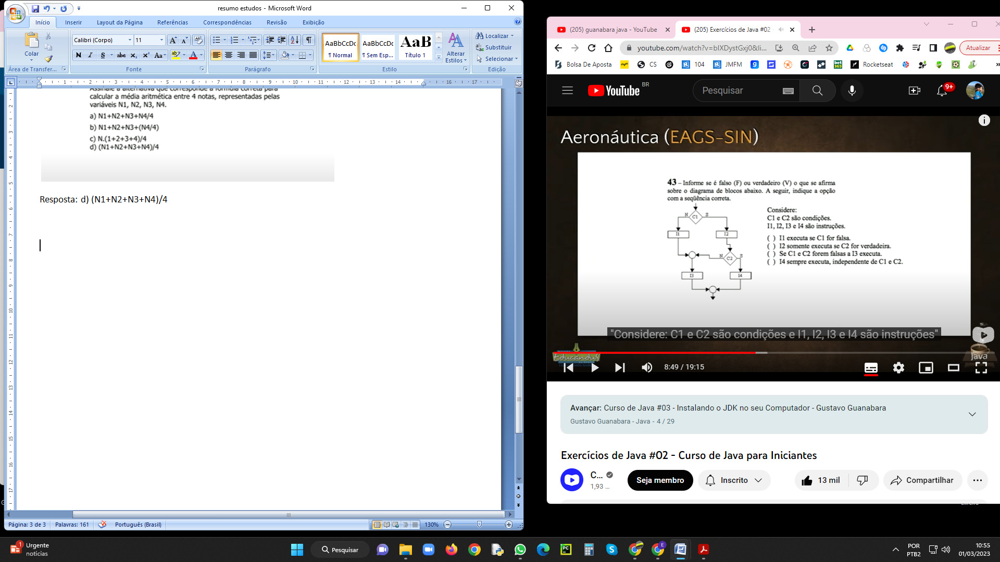 resumo estudos - Microsoft Word
Início
Inserir
Layout da Página
Referências
Correspondências
Revisão
Exibição
Colar
Área de Transfer...
Calibri (Corpo)
11
Fonte
Parágrafo
AaBbCcDc
¶ Normal
AaBbCcDc
¶ Sem Esp...
AaB
Título 1
Alterar
Estilos
Estilo
Localizar
Substituir
Selecionar
Edição
Assinale a alternativa que corresponde a fórmula correta para
calcular a média aritmética entre 4 notas, representadas pelas
variáveis N1, N2, N3, N4.
a) N1+N2+N3+N4/4
b) N1+N2+N3+(N4/4)
c) N.(1+2+3+4)/4
d) (N1+N2+N3+N4)/4
Resposta: d) (N1+N2+N3+N4)/4
Página: 3 de 3
Palavras: 161
Português (Brasil)
130%
(205) guanabara java - YouTube
(205) Exercícios de Java #02 -
youtube.com/watch?v=bIXDystGxj0&li...
Atualizar
Bolsa De Aposta
CS
104
JMFM
bet
365
Rocketseat
YouTube
BR
Pesquisar
9+
Aeronáutica (EAGS-SIN)
43 – Informe se é falso (F) ou verdadeiro (V) o que se afirma
sobre o diagrama de blocos abaixo. A seguir, indique a opção
com a seqüência correta.
N
C1
S
I1
I2
N
C2
S
I3
I4
Considere:
C1 e C2 são condições.
I1, I2, I3 e I4 são instruções.
( ) I1 executa se C1 for falsa.
( ) I2 somente executa se C2 for verdadeira.
( ) Se C1 e C2 forem falsas a I3 executa.
( ) I4 sempre executa, independente de C1 e C2.
"Considere: C1 e C2 são condições e I1, I2, I3 e I4 são instruções"
Educandus
Java
8:49 / 19:15
Avançar: Curso de Java #03 - Instalando o JDK no seu Computador - Gustavo Guanabara
Gustavo Guanabara - Java - 4 / 29
Exercícios de Java #02 - Curso de Java para Iniciantes
C...
1,93 ...
Seja membro
Inscrito
13 mil
Compartilhar
Lixeira
1
Urgente
notícias
Pesquisar
POR
PTB2
10:55
01/03/2023